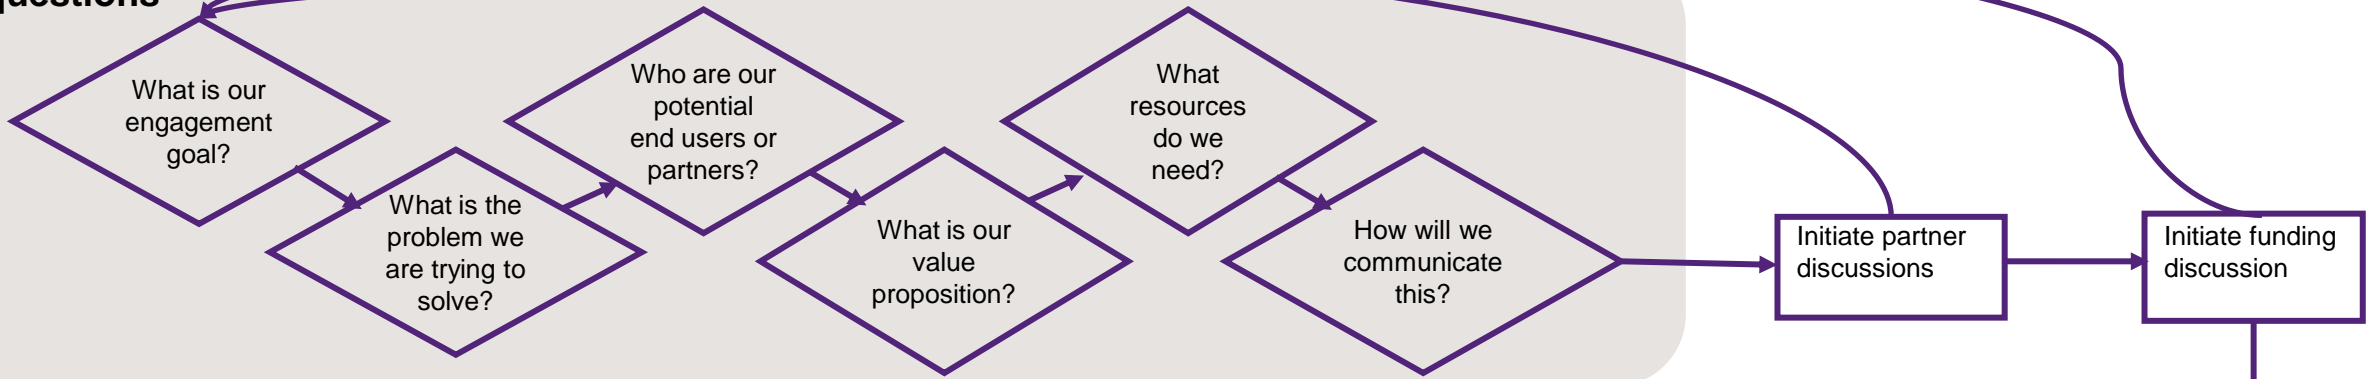 questions
What is our
engagement
goal?
What is the
problem we
are trying to
solve?
Who are our
potential
end users or
partners?
What is our
value
proposition?
What
resources
do we
need?
How will we
communicate
this?
Initiate partner
discussions
Initiate funding
discussion